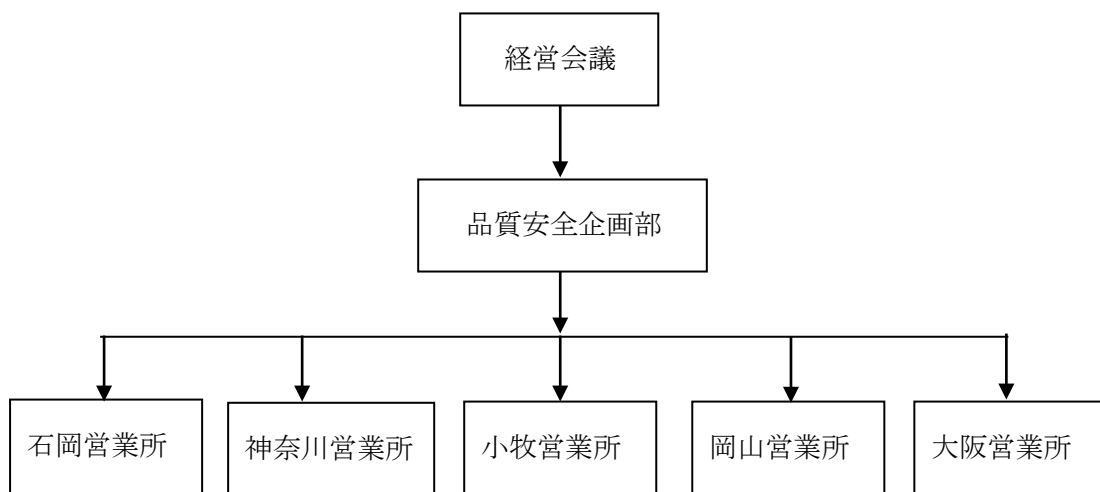 経営会議
品質安全企画部
石岡営業所
神奈川営業所
小牧営業所
岡山営業所
大阪営業所